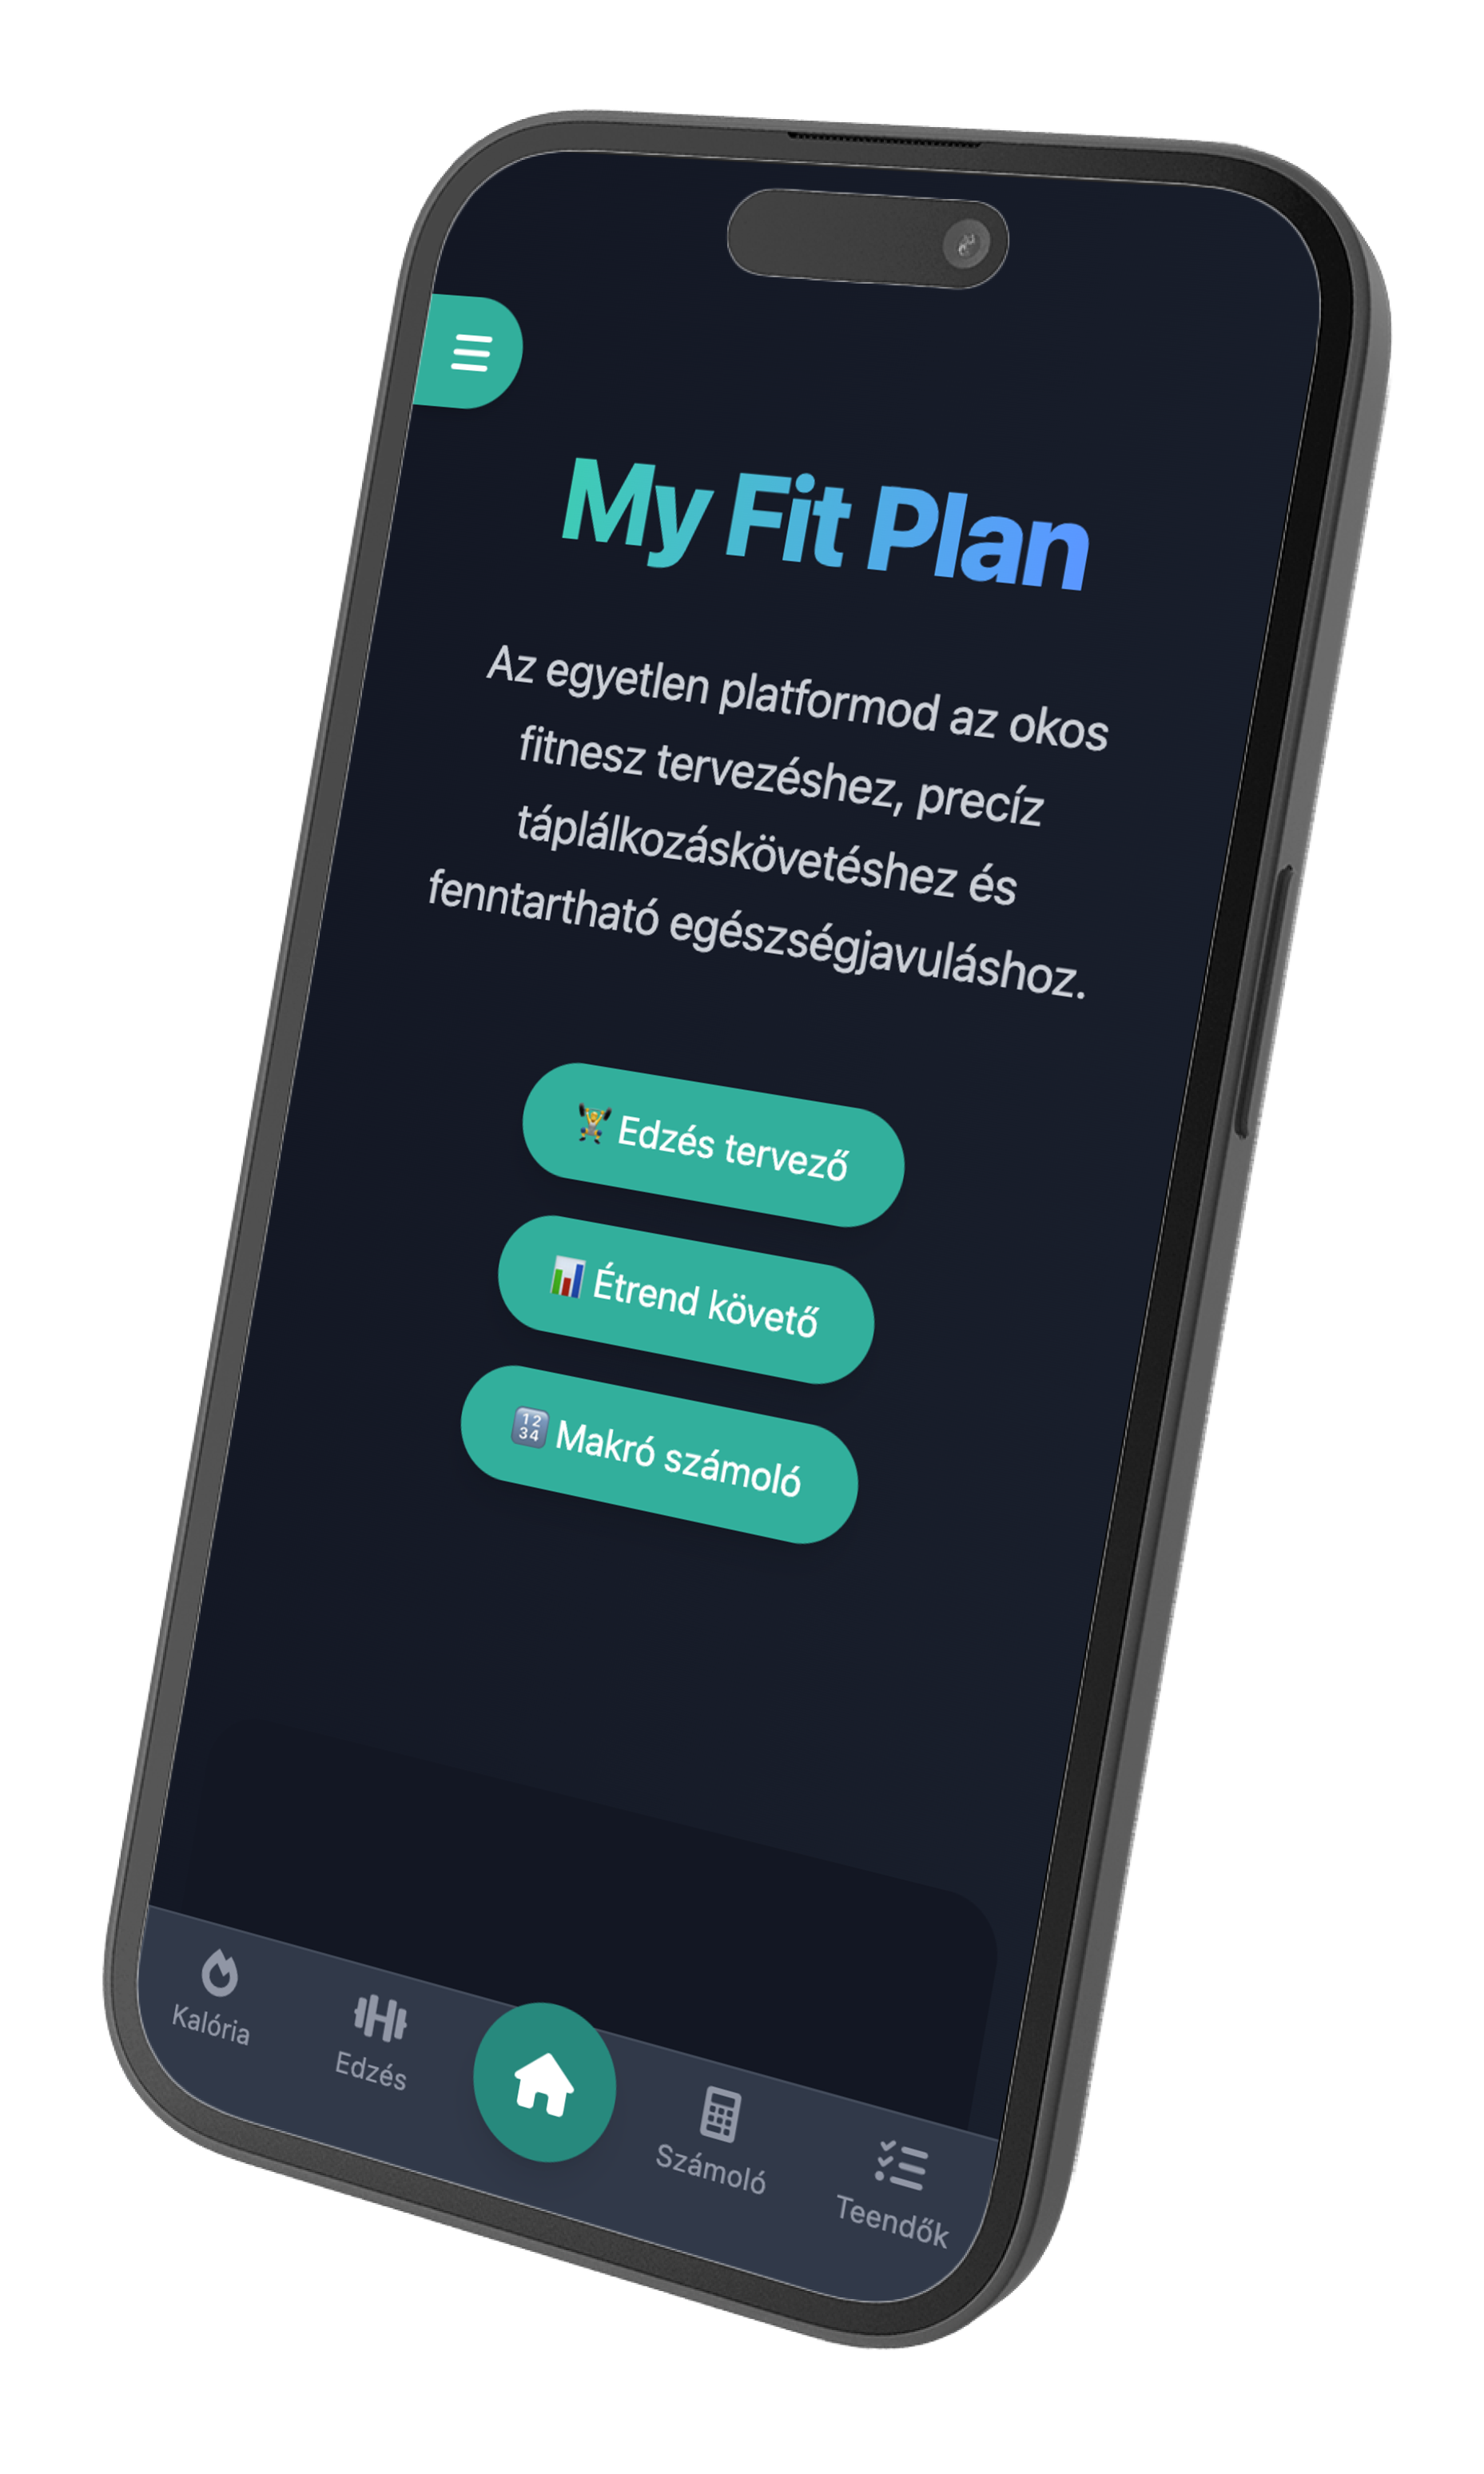 My Fit Plan
Az egyetlen platformod az okos
fitnesz tervezéshez, precíz
táplálkozáskövetéshez és
fenntartható egészségjavuláshoz.
🏋️ Edzés tervező
📊 Étrend követő
🔢 Makró számoló
Kalória
Edzés
Számoló
Teendők